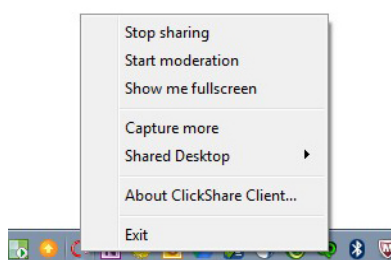 Stop sharing
Start moderation
Show me fullscreen
Capture more
Shared Desktop
About ClickShare Client...
Exit